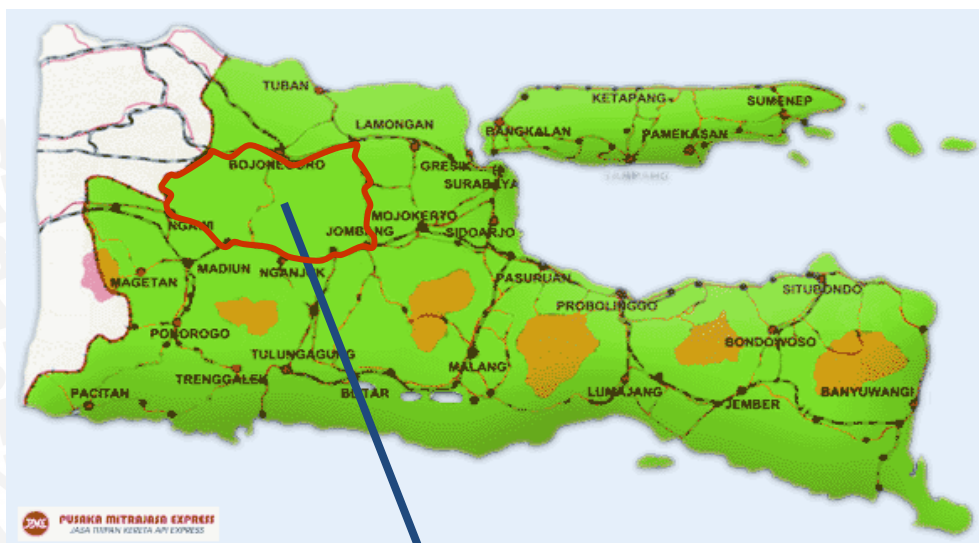 TUBAN
KETAPANG
SUMENEP
LAMONGAN
BANGKALAN
PAMEKASAN
BOJONEGORO
GRESIK
SAMPANG
SURABAYA
MOJOKERTO
NGAWI
JOMBANG
SIDOARJO
MADIUN
NGANJUK
MAGETAN
PASURUAN
SITUBONDO
PROBOLINGGO
PONOROGO
BONDOWOSO
TULUNGAGUNG
MALANG
TRENGGALEK
PACITAN
BLITAR
LUMAJANG
JEMBER
BANYUWANGI
PUSAKA MITRAJASA EXPRESS
JASA TITIPAN KERETA API EXPRESS